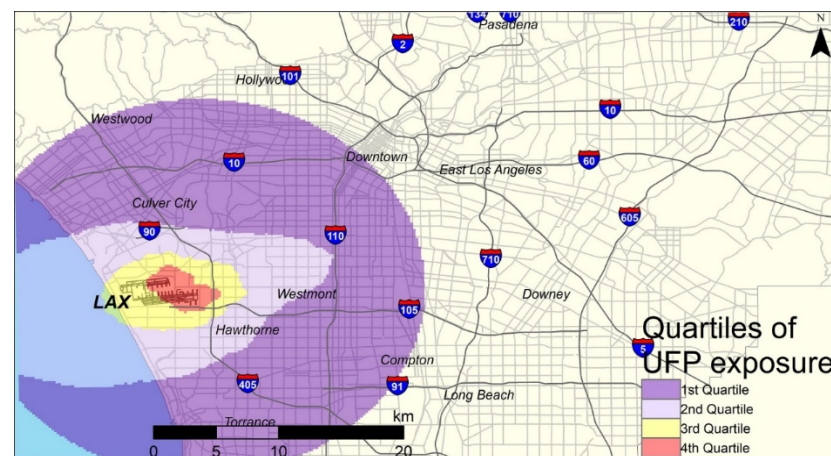 134
710
Pasadena
210
N
2
Hollywo
101
10
Westwood
10
Downtown
60
East Los Angeles
Culver City
605
90
110
710
LAX
Westmont
Downey
105
Hawthorne
Quartiles of
UFP exposure
5
Compton
405
91
1st Quartile
Long Beach
2nd Quartile
Torrance
km
3rd Quartile
0 5 10 20
4th Quartile